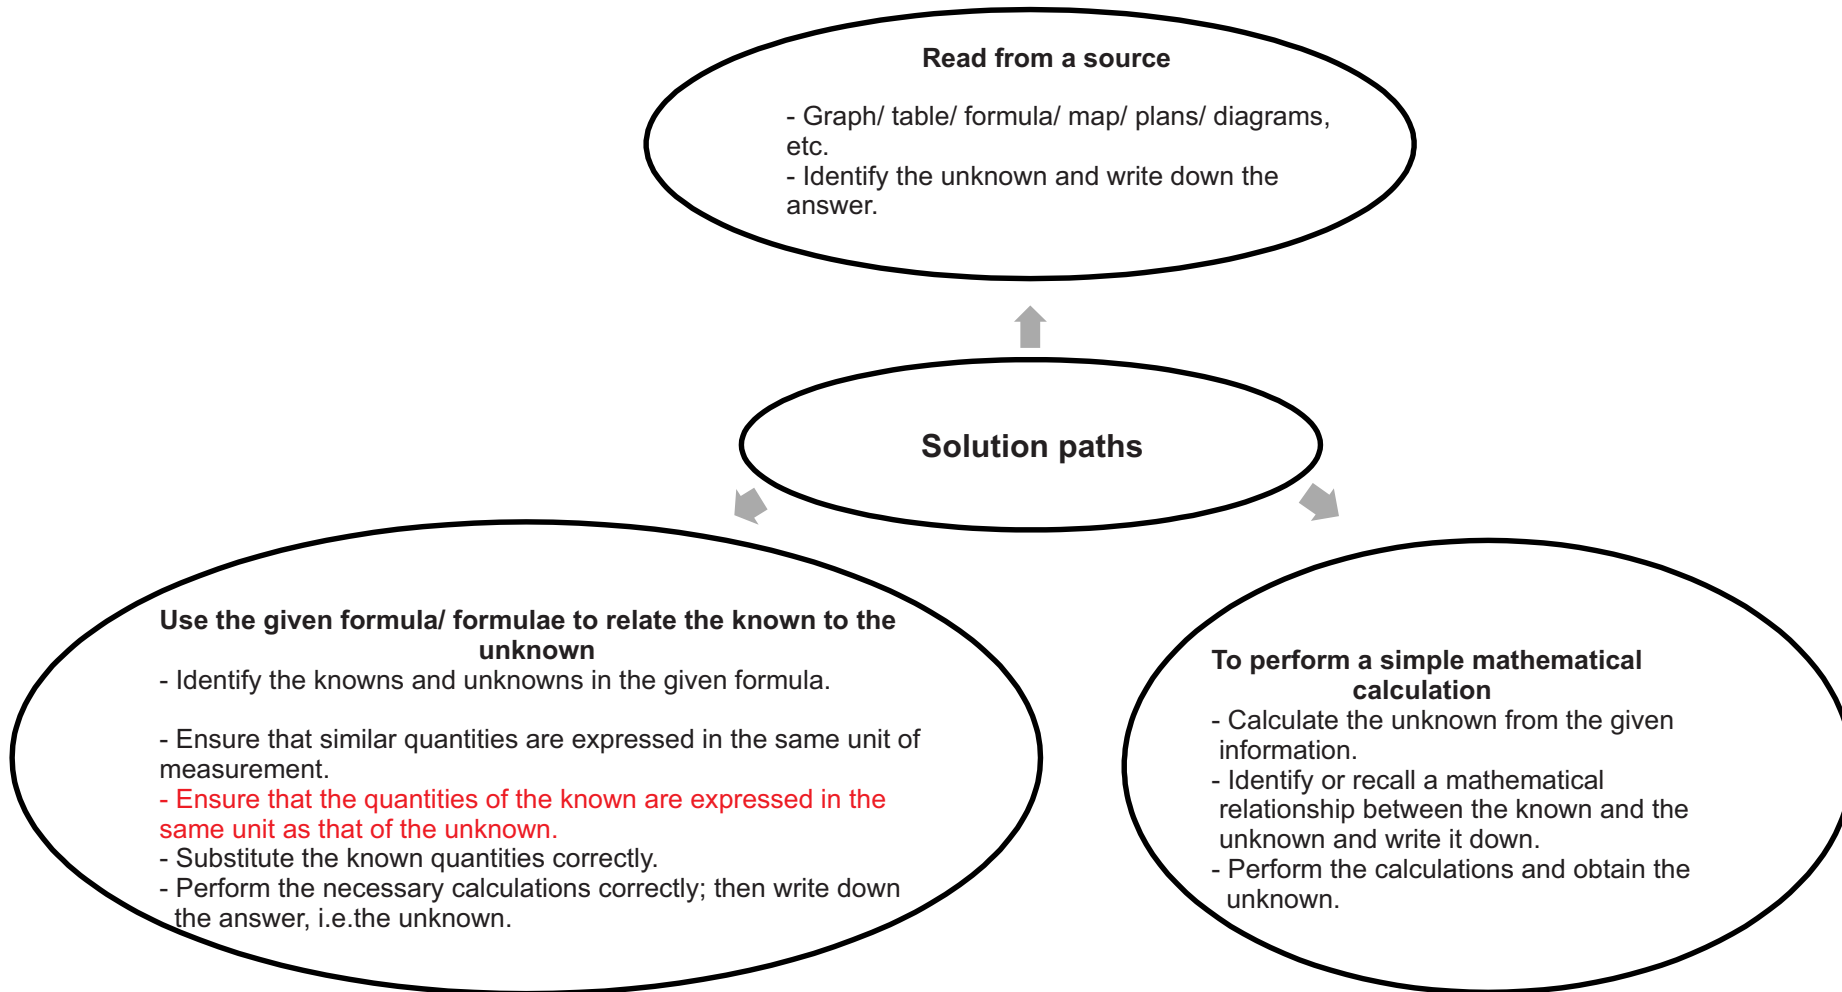 Read from a source
- Graph/ table/ formula/ map/ plans/ diagrams,
etc.
- Identify the unknown and write down the
answer.
Solution paths
Use the given formula/ formulae to relate the known to the
unknown
- Identify the knowns and unknowns in the given formula.
- Ensure that similar quantities are expressed in the same unit of
measurement.
- Ensure that the quantities of the known are expressed in the
same unit as that of the unknown.
- Substitute the known quantities correctly.
- Perform the necessary calculations correctly; then write down
the answer, i.e.the unknown.
To perform a simple mathematical
calculation
- Calculate the unknown from the given
information.
- Identify or recall a mathematical
relationship between the known and the
unknown and write it down.
- Perform the calculations and obtain the
unknown.